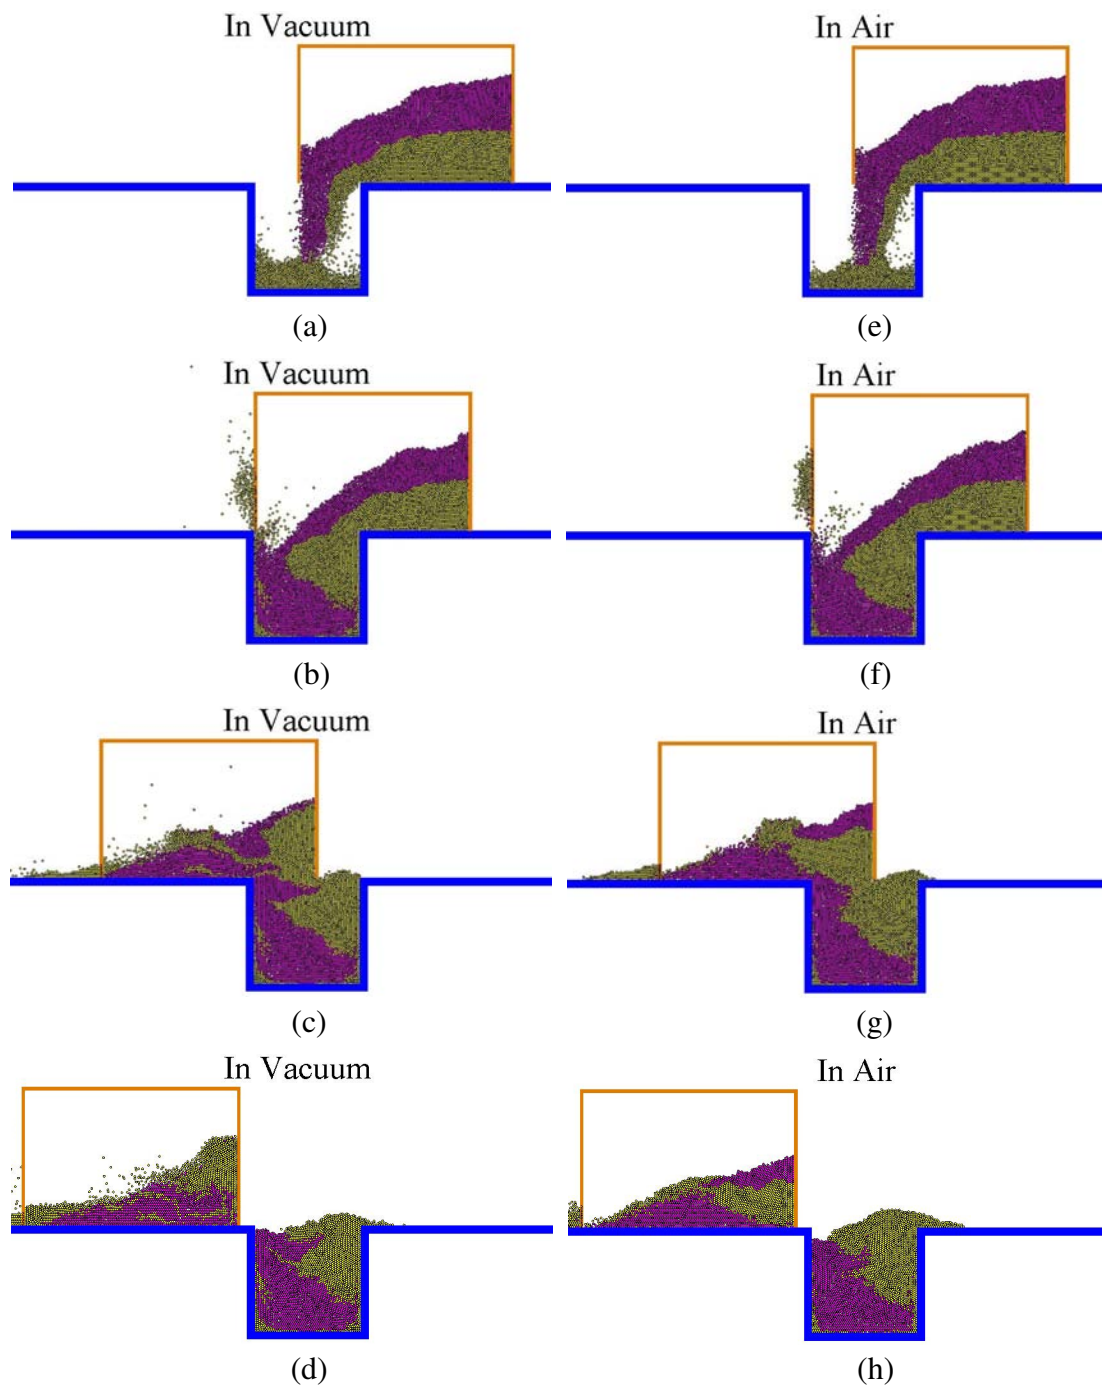 In Vacuum
In Air
(a)
(e)
In Vacuum
In Air
(b)
(f)
In Vacuum
In Air
(c)
(g)
In Vacuum
In Air
(d)
(h)